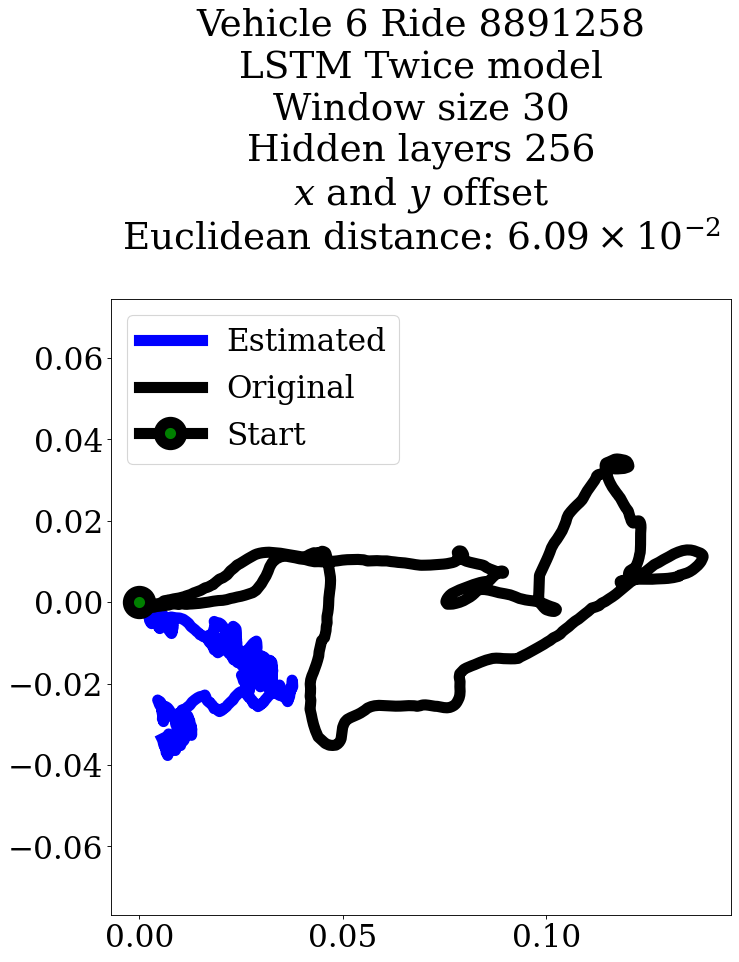 Vehicle 6 Ride 8891258
LSTM Twice model
Window size 30
Hidden layers 256
x and y offset
Euclidean distance: 6.09 × 10⁻²
Estimated
Original
Start
0.06
0.04
0.02
0.00
−0.02
−0.04
−0.06
0.00 0.05 0.10